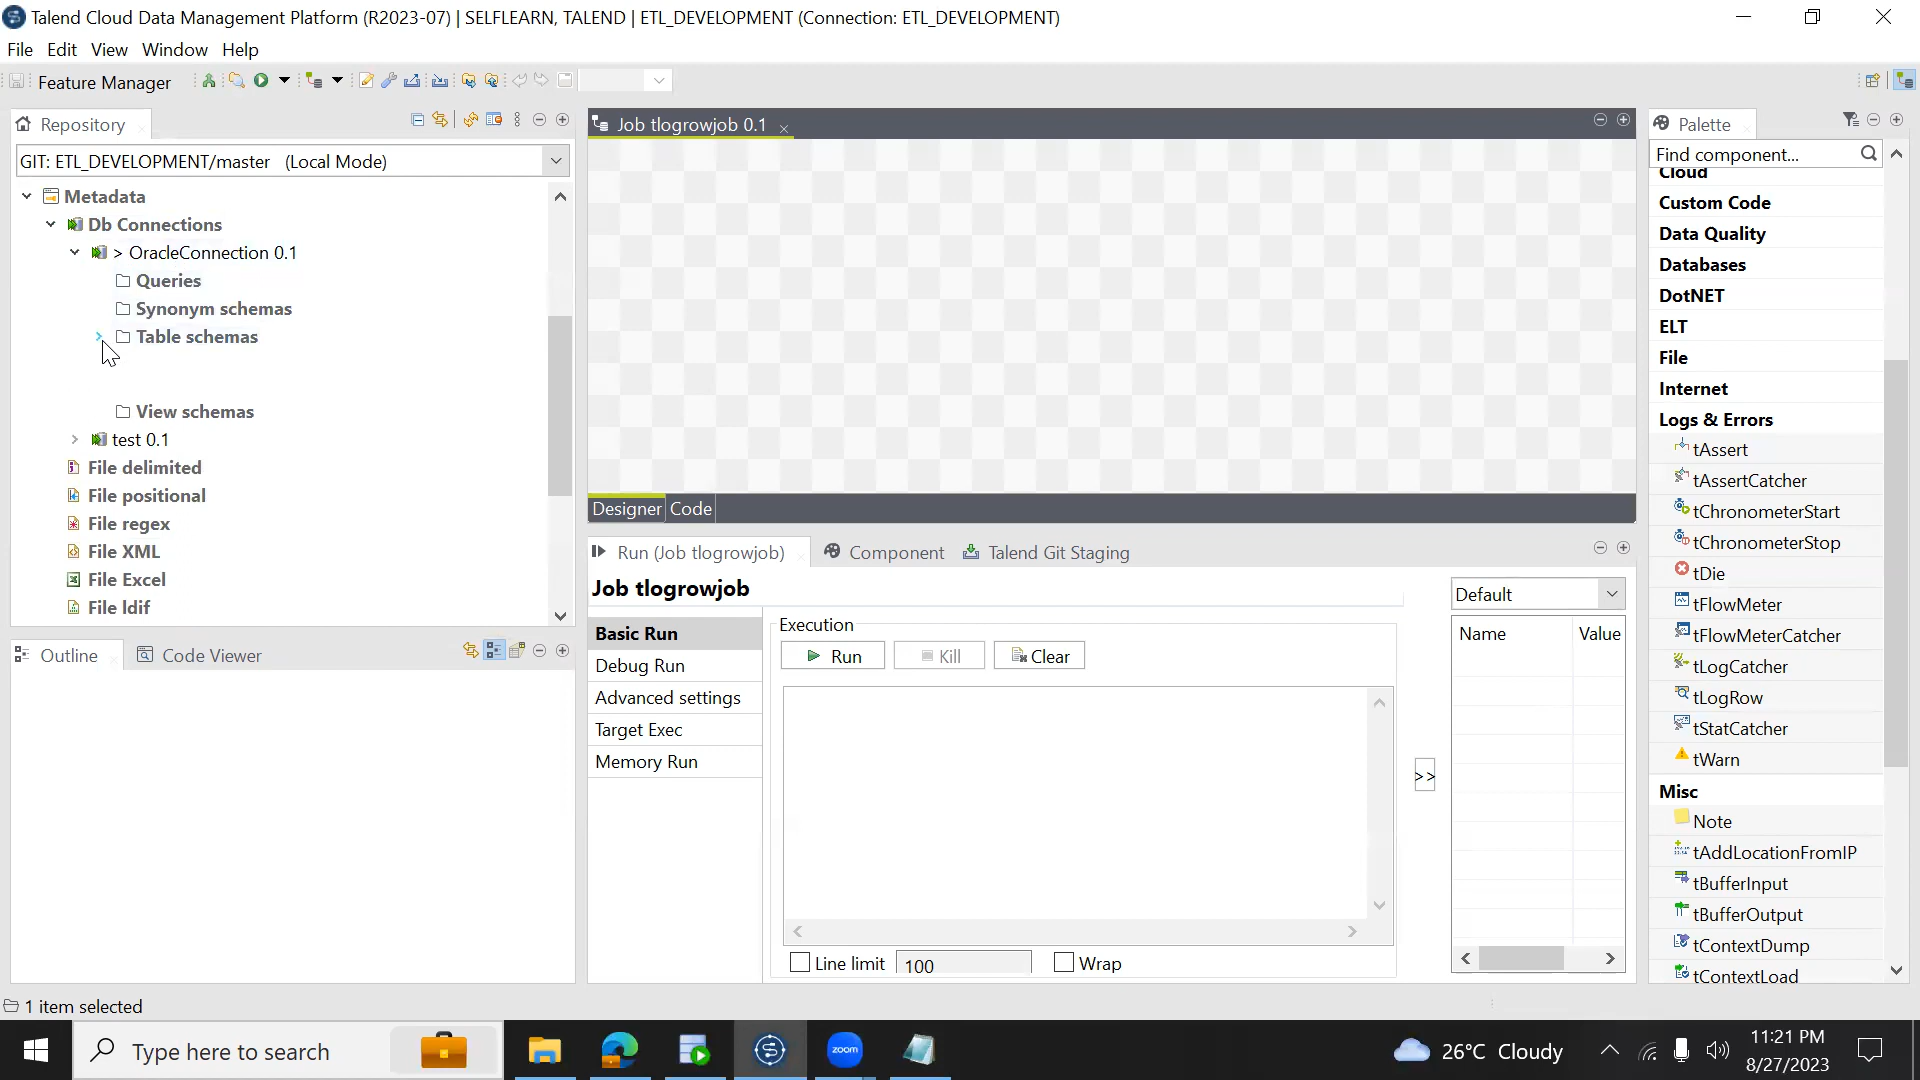 Talend Cloud Data Management Platform (R2023-07) | SELFLEARN, TALEND | ETL_DEVELOPMENT (Connection: ETL_DEVELOPMENT)
File Edit View Window Help
Feature Manager
Repository
GIT: ETL_DEVELOPMENT/master (Local Mode)
Metadata
Db Connections
> OracleConnection 0.1
Queries
Synonym schemas
Table schemas
View schemas
test 0.1
File delimited
File positional
File regex
File XML
File Excel
File ldif
Outline
Code Viewer
1 item selected
Job tlogrowjob 0.1
Designer Code
Run (Job tlogrowjob)
Component
Talend Git Staging
Job tlogrowjob
Basic Run
Debug Run
Advanced settings
Target Exec
Memory Run
Execution
Run
Kill
Clear
Line limit 100
Wrap
>>
Default
Name Value
Palette
Find component...
Cloud
Custom Code
Data Quality
Databases
DotNET
ELT
File
Internet
Logs & Errors
tAssert
tAssertCatcher
tChronometerStart
tChronometerStop
tDie
tFlowMeter
tFlowMeterCatcher
tLogCatcher
tLogRow
tStatCatcher
tWarn
Misc
Note
tAddLocationFromIP
tBufferInput
tBufferOutput
tContextDump
tContextLoad
Type here to search
zoom
26°C Cloudy
11:21 PM
8/27/2023